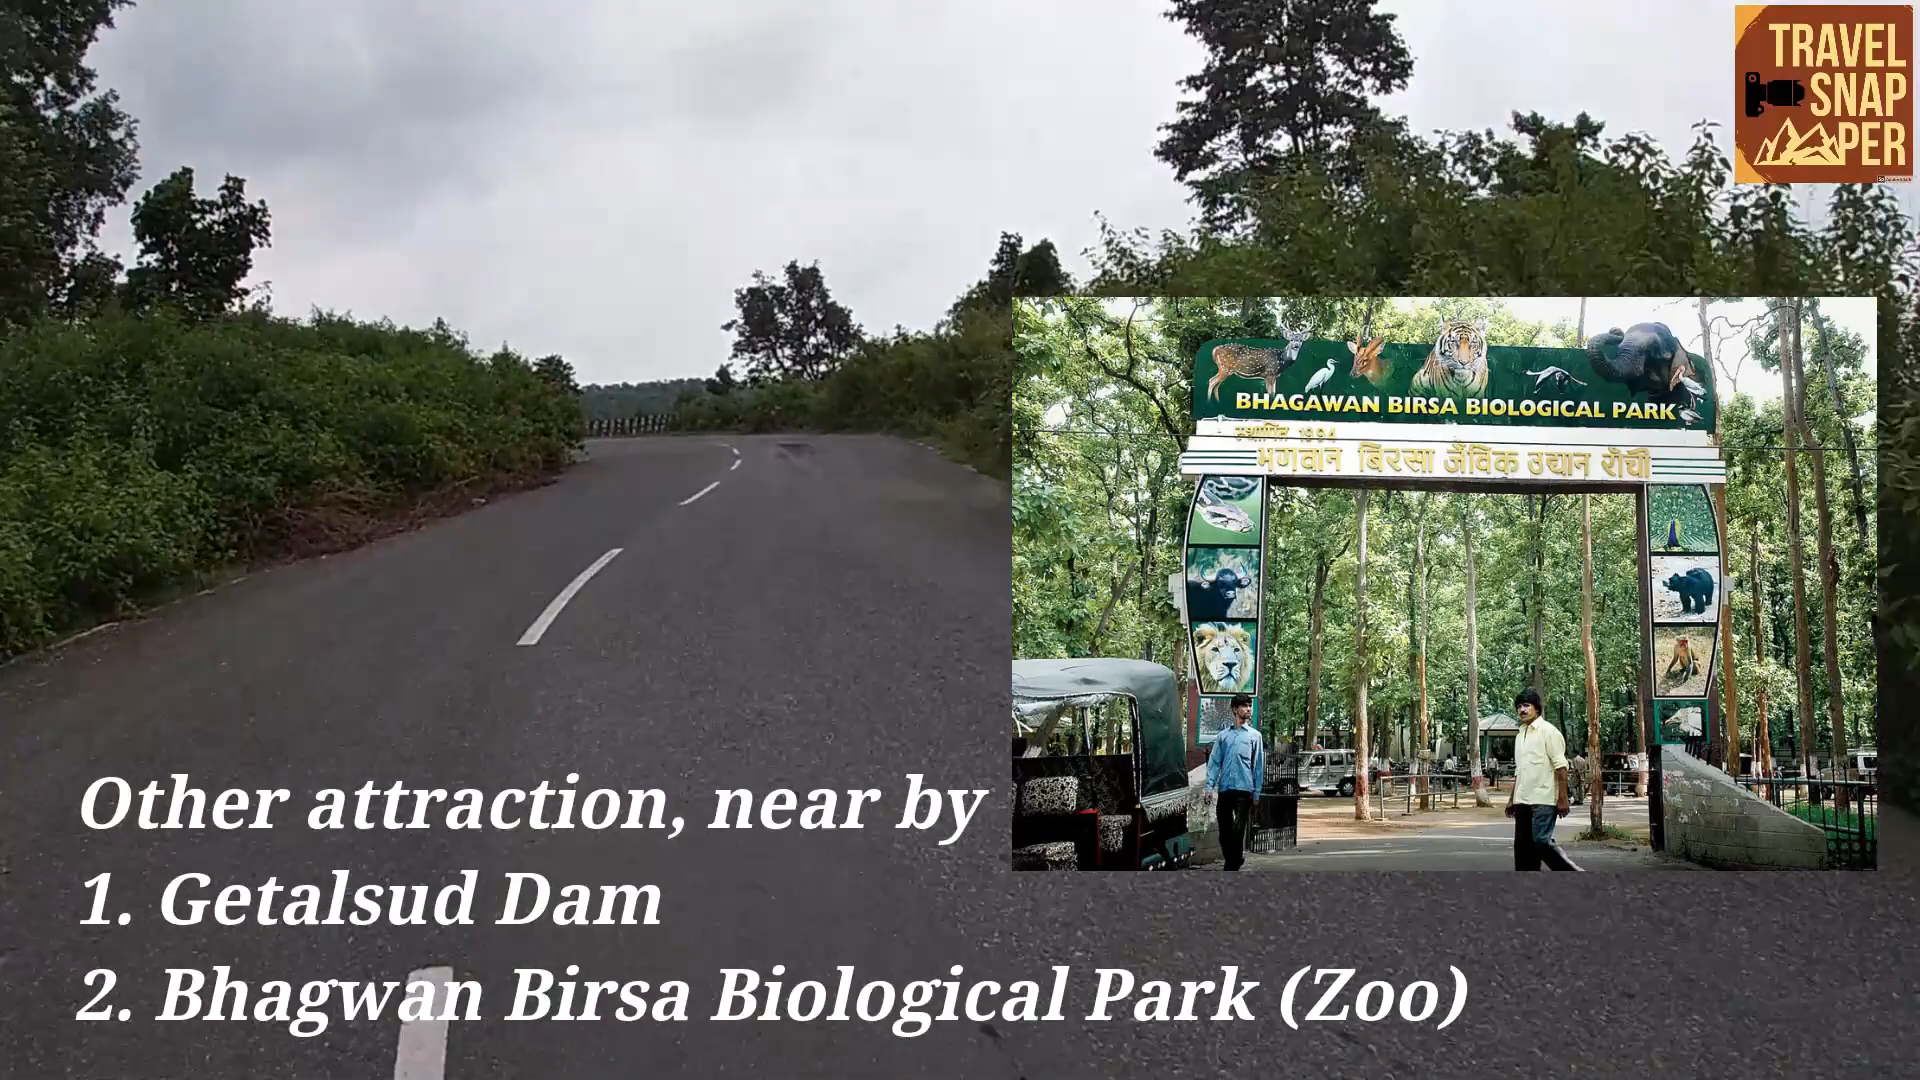 TRAVEL
SNAP
PER
BHAGAWAN BIRSA BIOLOGICAL PARK
स्थापित 1994
भगवान बिरसा जैविक उद्यान राँची
Other attraction, near by
1. Getalsud Dam
2. Bhagwan Birsa Biological Park (Zoo)